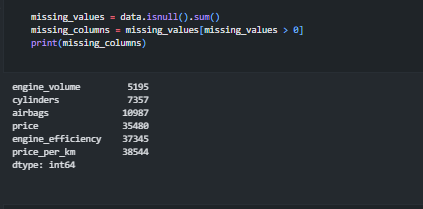 missing_values = data.isnull().sum()
missing_columns = missing_values[missing_values > 0]
print(missing_columns)
engine_volume 5195
cylinders 7357
airbags 10987
price 35480
engine_efficiency 37345
price_per_km 38544
dtype: int64